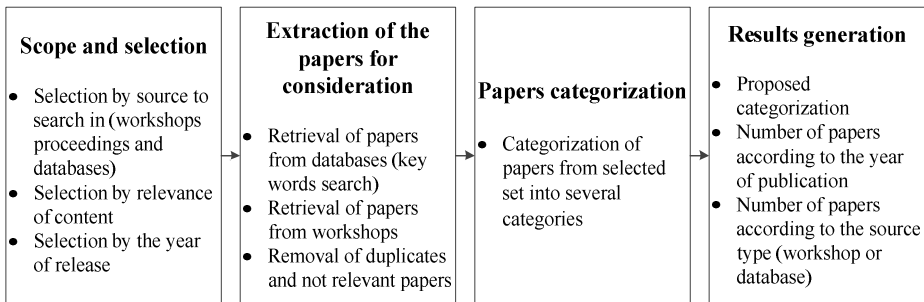 Scope and selection
• Selection by source to
search in (workshops
proceedings and
databases)
• Selection by relevance
of content
• Selection by the year
of release
Extraction of the
papers for
consideration
• Retrieval of papers
from databases (key
words search)
• Retrieval of papers
from workshops
• Removal of duplicates
and not relevant papers
Papers categorization
• Categorization of
papers from selected
set into several
categories
Results generation
• Proposed
categorization
• Number of papers
according to the year
of publication
• Number of papers
according to the source
type (workshop or
database)